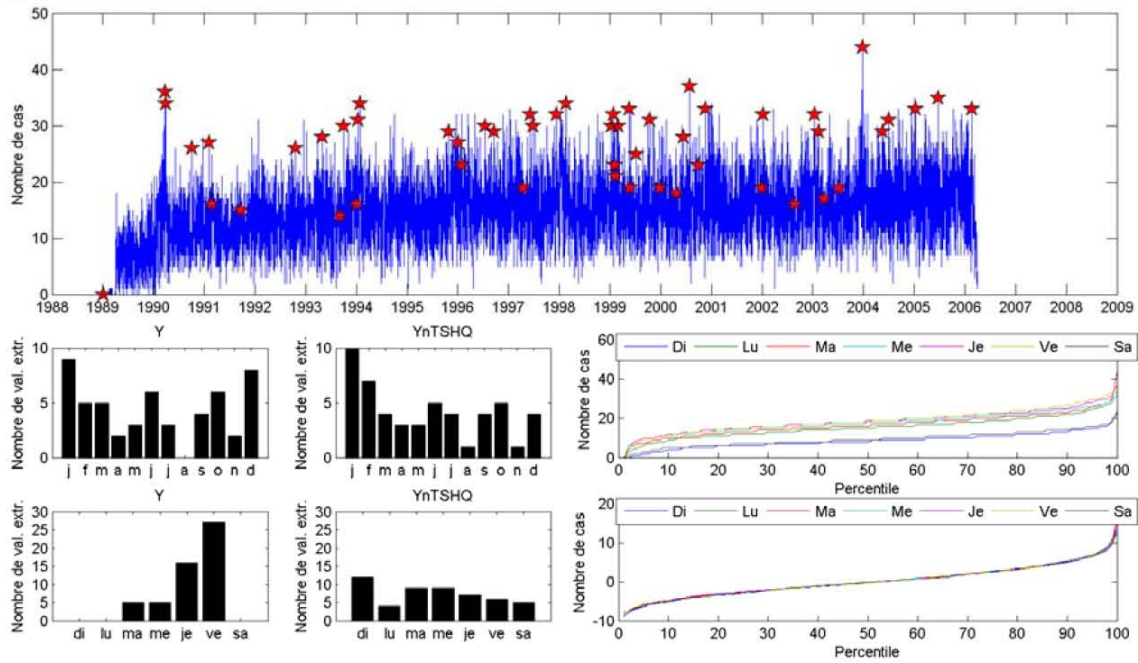 50
40
30
20
10
0
Nombre de cas
1988 1989 1990 1991 1992 1993 1994 1995 1996 1997 1998 1999 2000 2001 2002 2003 2004 2005 2006 2007 2008 2009
Y
10
5
0
Nombre de val. extr.
j f m a m j j a s o n d
YnTSHQ
10
5
0
Nombre de val. extr.
j f m a m j j a s o n d
60
40
20
0
Nombre de cas
Di Lu Ma Me Je Ve Sa
0 10 20 30 40 50 60 70 80 90 100
Percentile
Y
30
25
20
15
10
5
0
Nombre de val. extr.
di lu ma me je ve sa
YnTSHQ
30
25
20
15
10
5
0
Nombre de val. extr.
di lu ma me je ve sa
20
10
0
-10
Nombre de cas
Di Lu Ma Me Je Ve Sa
0 10 20 30 40 50 60 70 80 90 100
Percentile